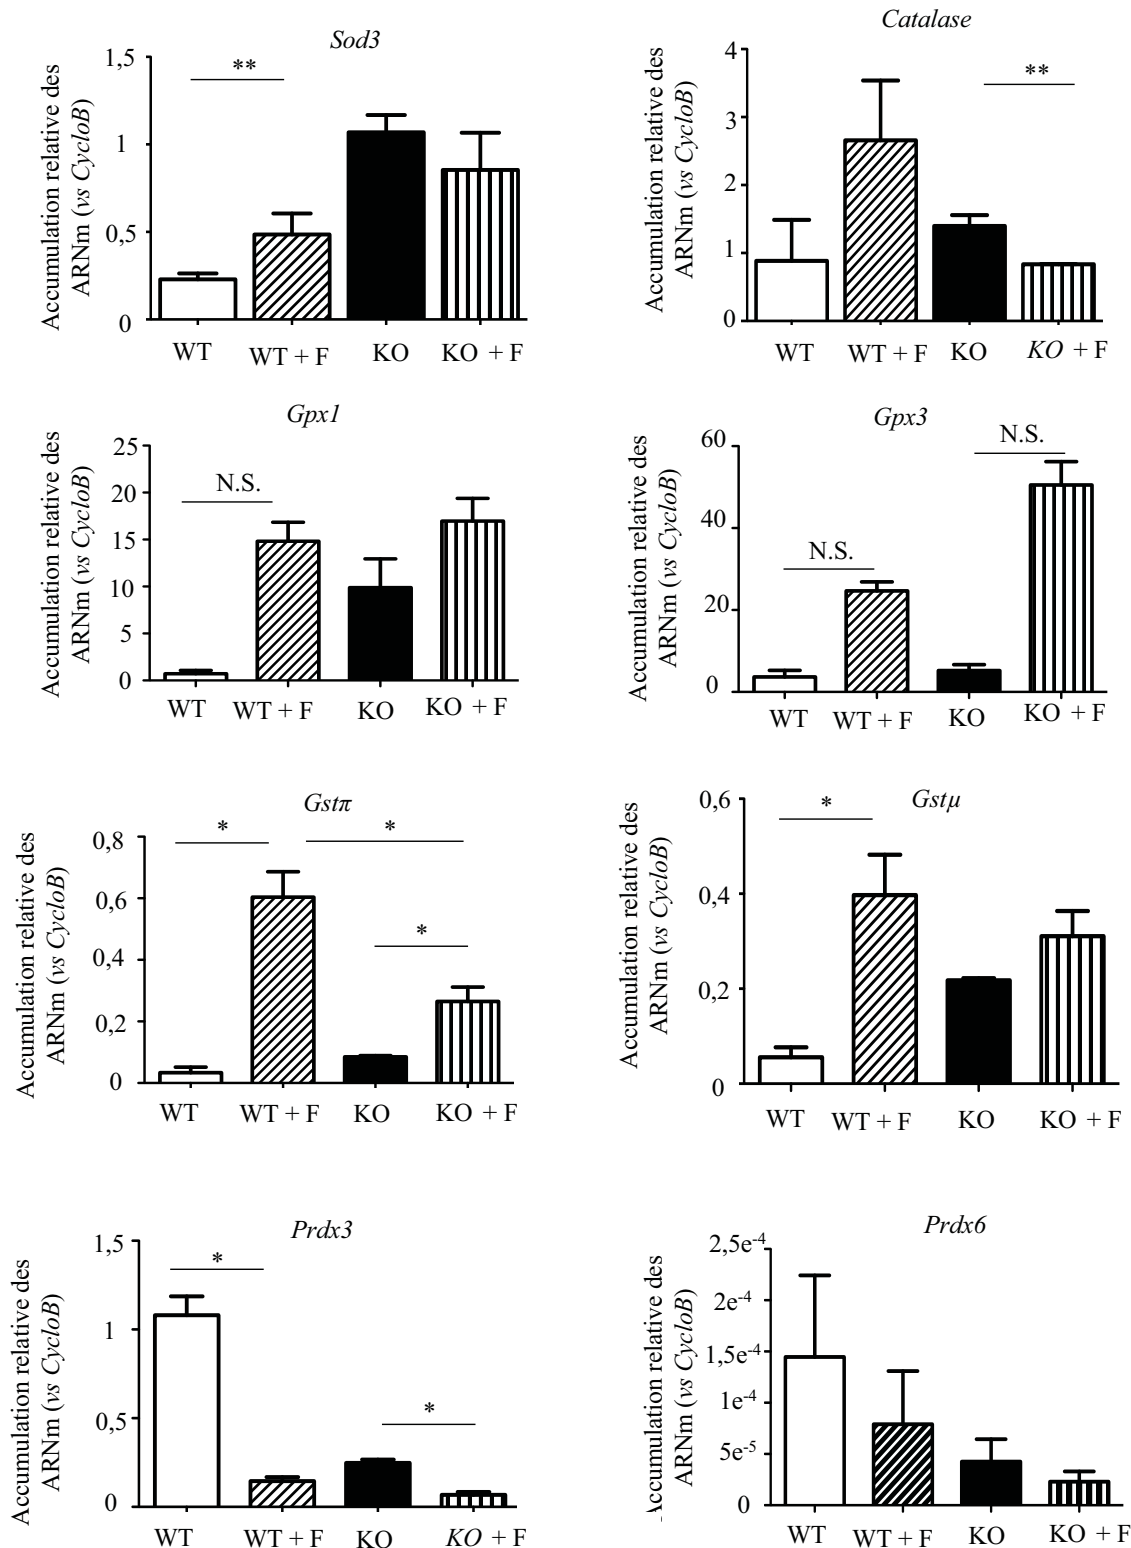 Sod3
Accumulation relative des
ARNm (vs CycloB)
1,5
1
0,5
0
**
WT
WT + F
KO
KO + F
Catalase
Accumulation relative des
ARNm (vs CycloB)
4
3
2
1
0
**
WT
WT + F
KO
KO + F
Gpx1
Accumulation relative des
ARNm (vs CycloB)
25
20
15
10
5
0
N.S.
WT
WT + F
KO
KO + F
Gpx3
Accumulation relative des
ARNm (vs CycloB)
60
40
20
0
N.S.
N.S.
WT
WT + F
KO
KO + F
Gstπ
Accumulation relative des
ARNm (vs CycloB)
0,8
0,6
0,4
0,2
0
*
*
*
WT
WT + F
KO
KO + F
Gstμ
Accumulation relative des
ARNm (vs CycloB)
0,6
0,4
0,2
0
*
WT
WT + F
KO
KO + F
Prdx3
Accumulation relative des
ARNm (vs CycloB)
1,5
1
0,5
0
*
*
WT
WT + F
KO
KO + F
Prdx6
Accumulation relative des
ARNm (vs CycloB)
2,5e⁻⁴
2e⁻⁴
1,5e⁻⁴
1e⁻⁴
5e⁻⁵
0
WT
WT + F
KO
KO + F